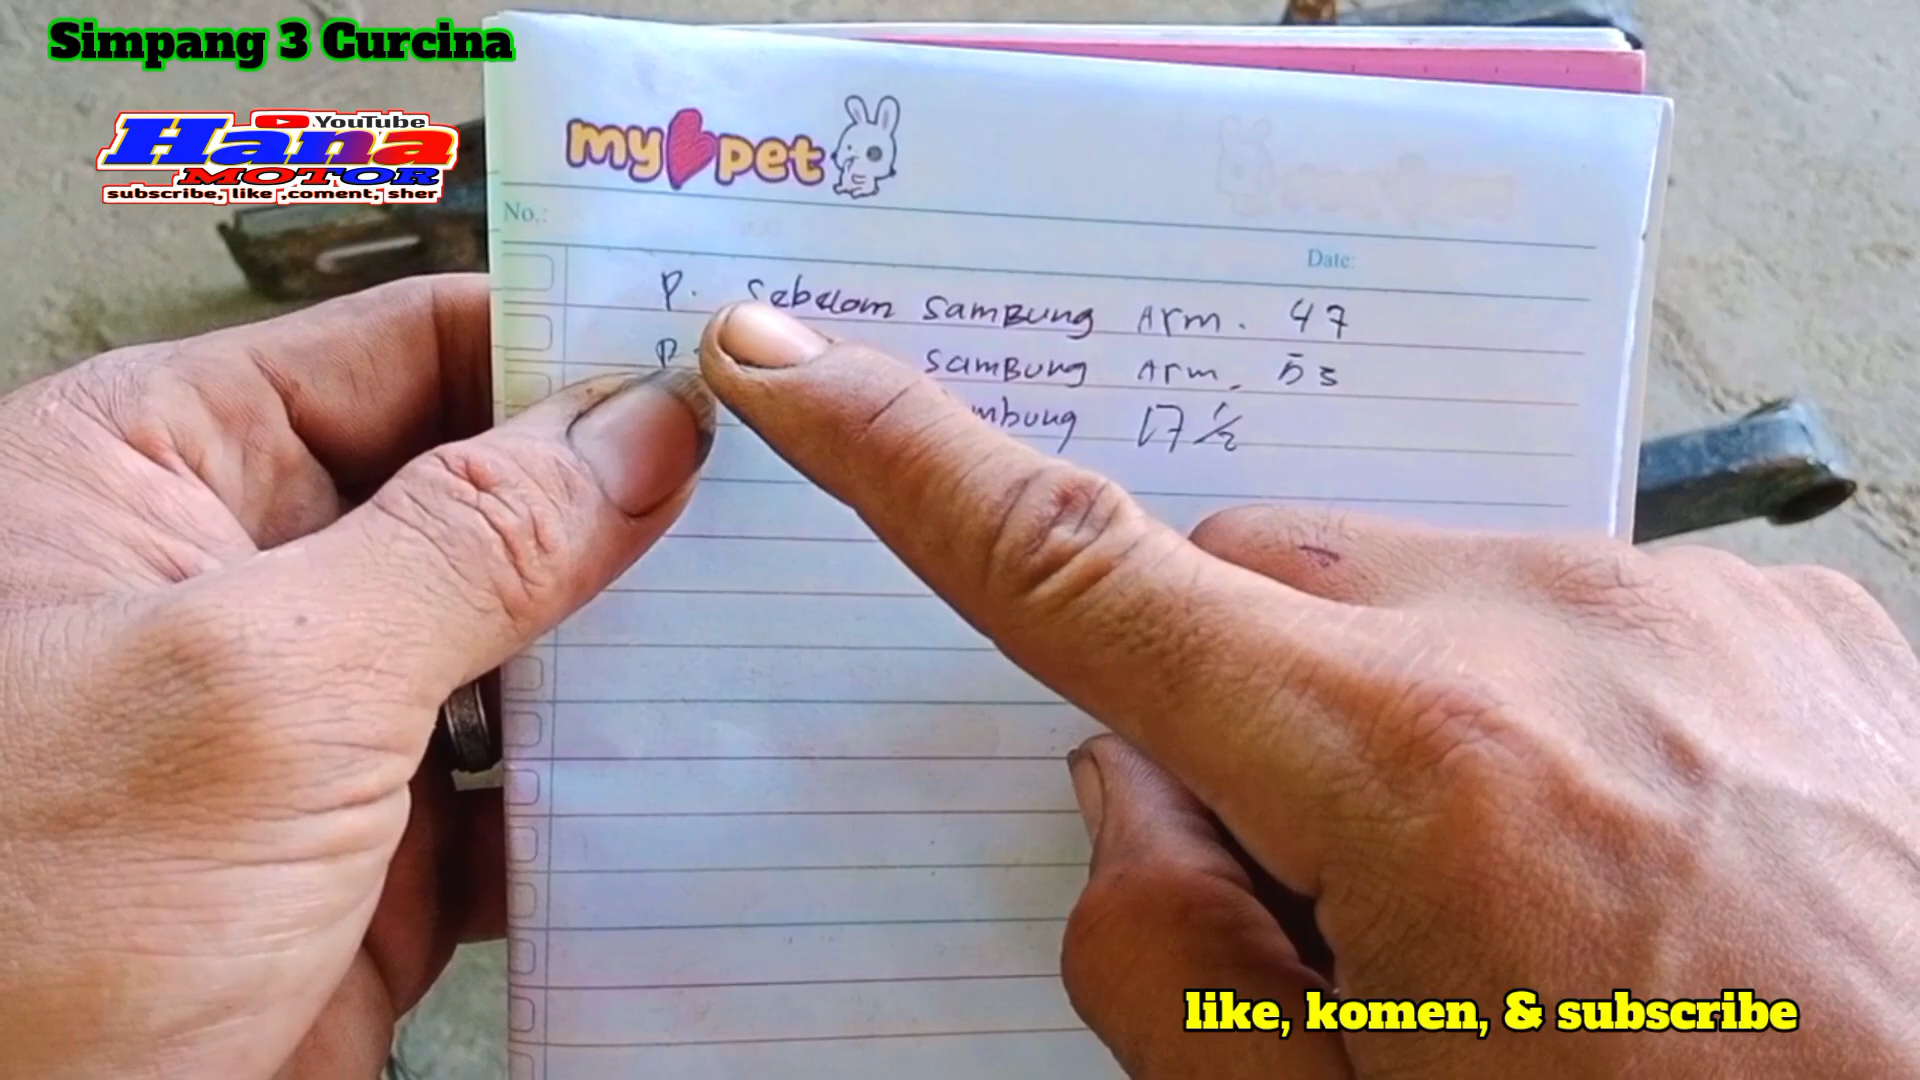 Simpang 3 Curcina
YouTube
Hana
MOTOR
subscribe, like ,coment, sher
my pet
No.:
Date:
P. Sebelom Sambung Arm. 47
P. Sambung Arm. 53
mbung 17 1/2
like, komen, & subscribe